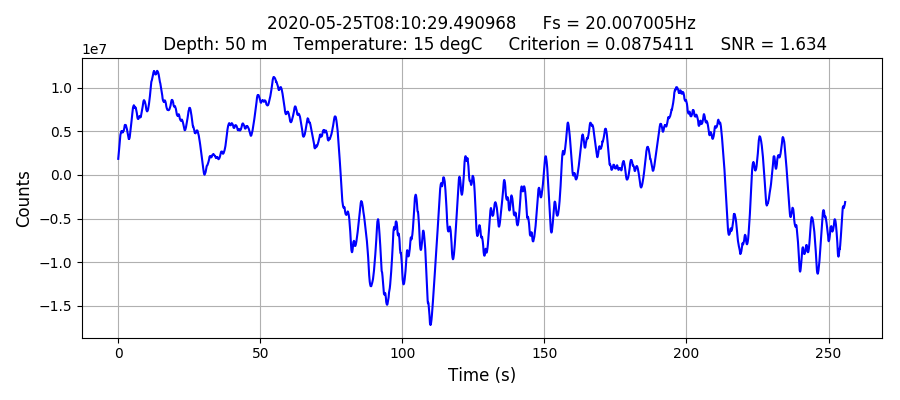 2020-05-25T08:10:29.490968 Fs = 20.007005Hz
Depth: 50 m Temperature: 15 degC Criterion = 0.0875411 SNR = 1.634
1e7
1.0
0.5
0.0
−0.5
−1.0
−1.5
Counts
0 50 100 150 200 250
Time (s)